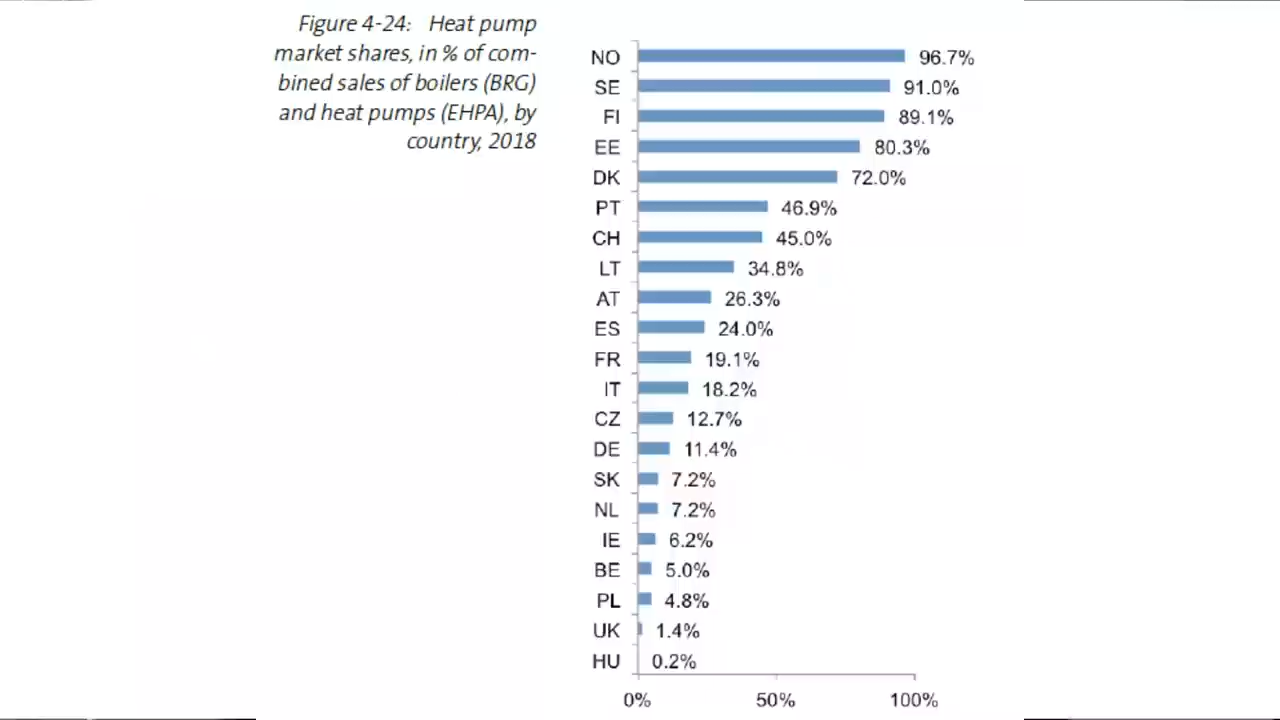 Figure 4-24: Heat pump
market shares, in % of com-
bined sales of boilers (BRG)
and heat pumps (EHPA), by
country, 2018
NO 96.7%
SE 91.0%
FI 89.1%
EE 80.3%
DK 72.0%
PT 46.9%
CH 45.0%
LT 34.8%
AT 26.3%
ES 24.0%
FR 19.1%
IT 18.2%
CZ 12.7%
DE 11.4%
SK 7.2%
NL 7.2%
IE 6.2%
BE 5.0%
PL 4.8%
UK 1.4%
HU 0.2%
0% 50% 100%